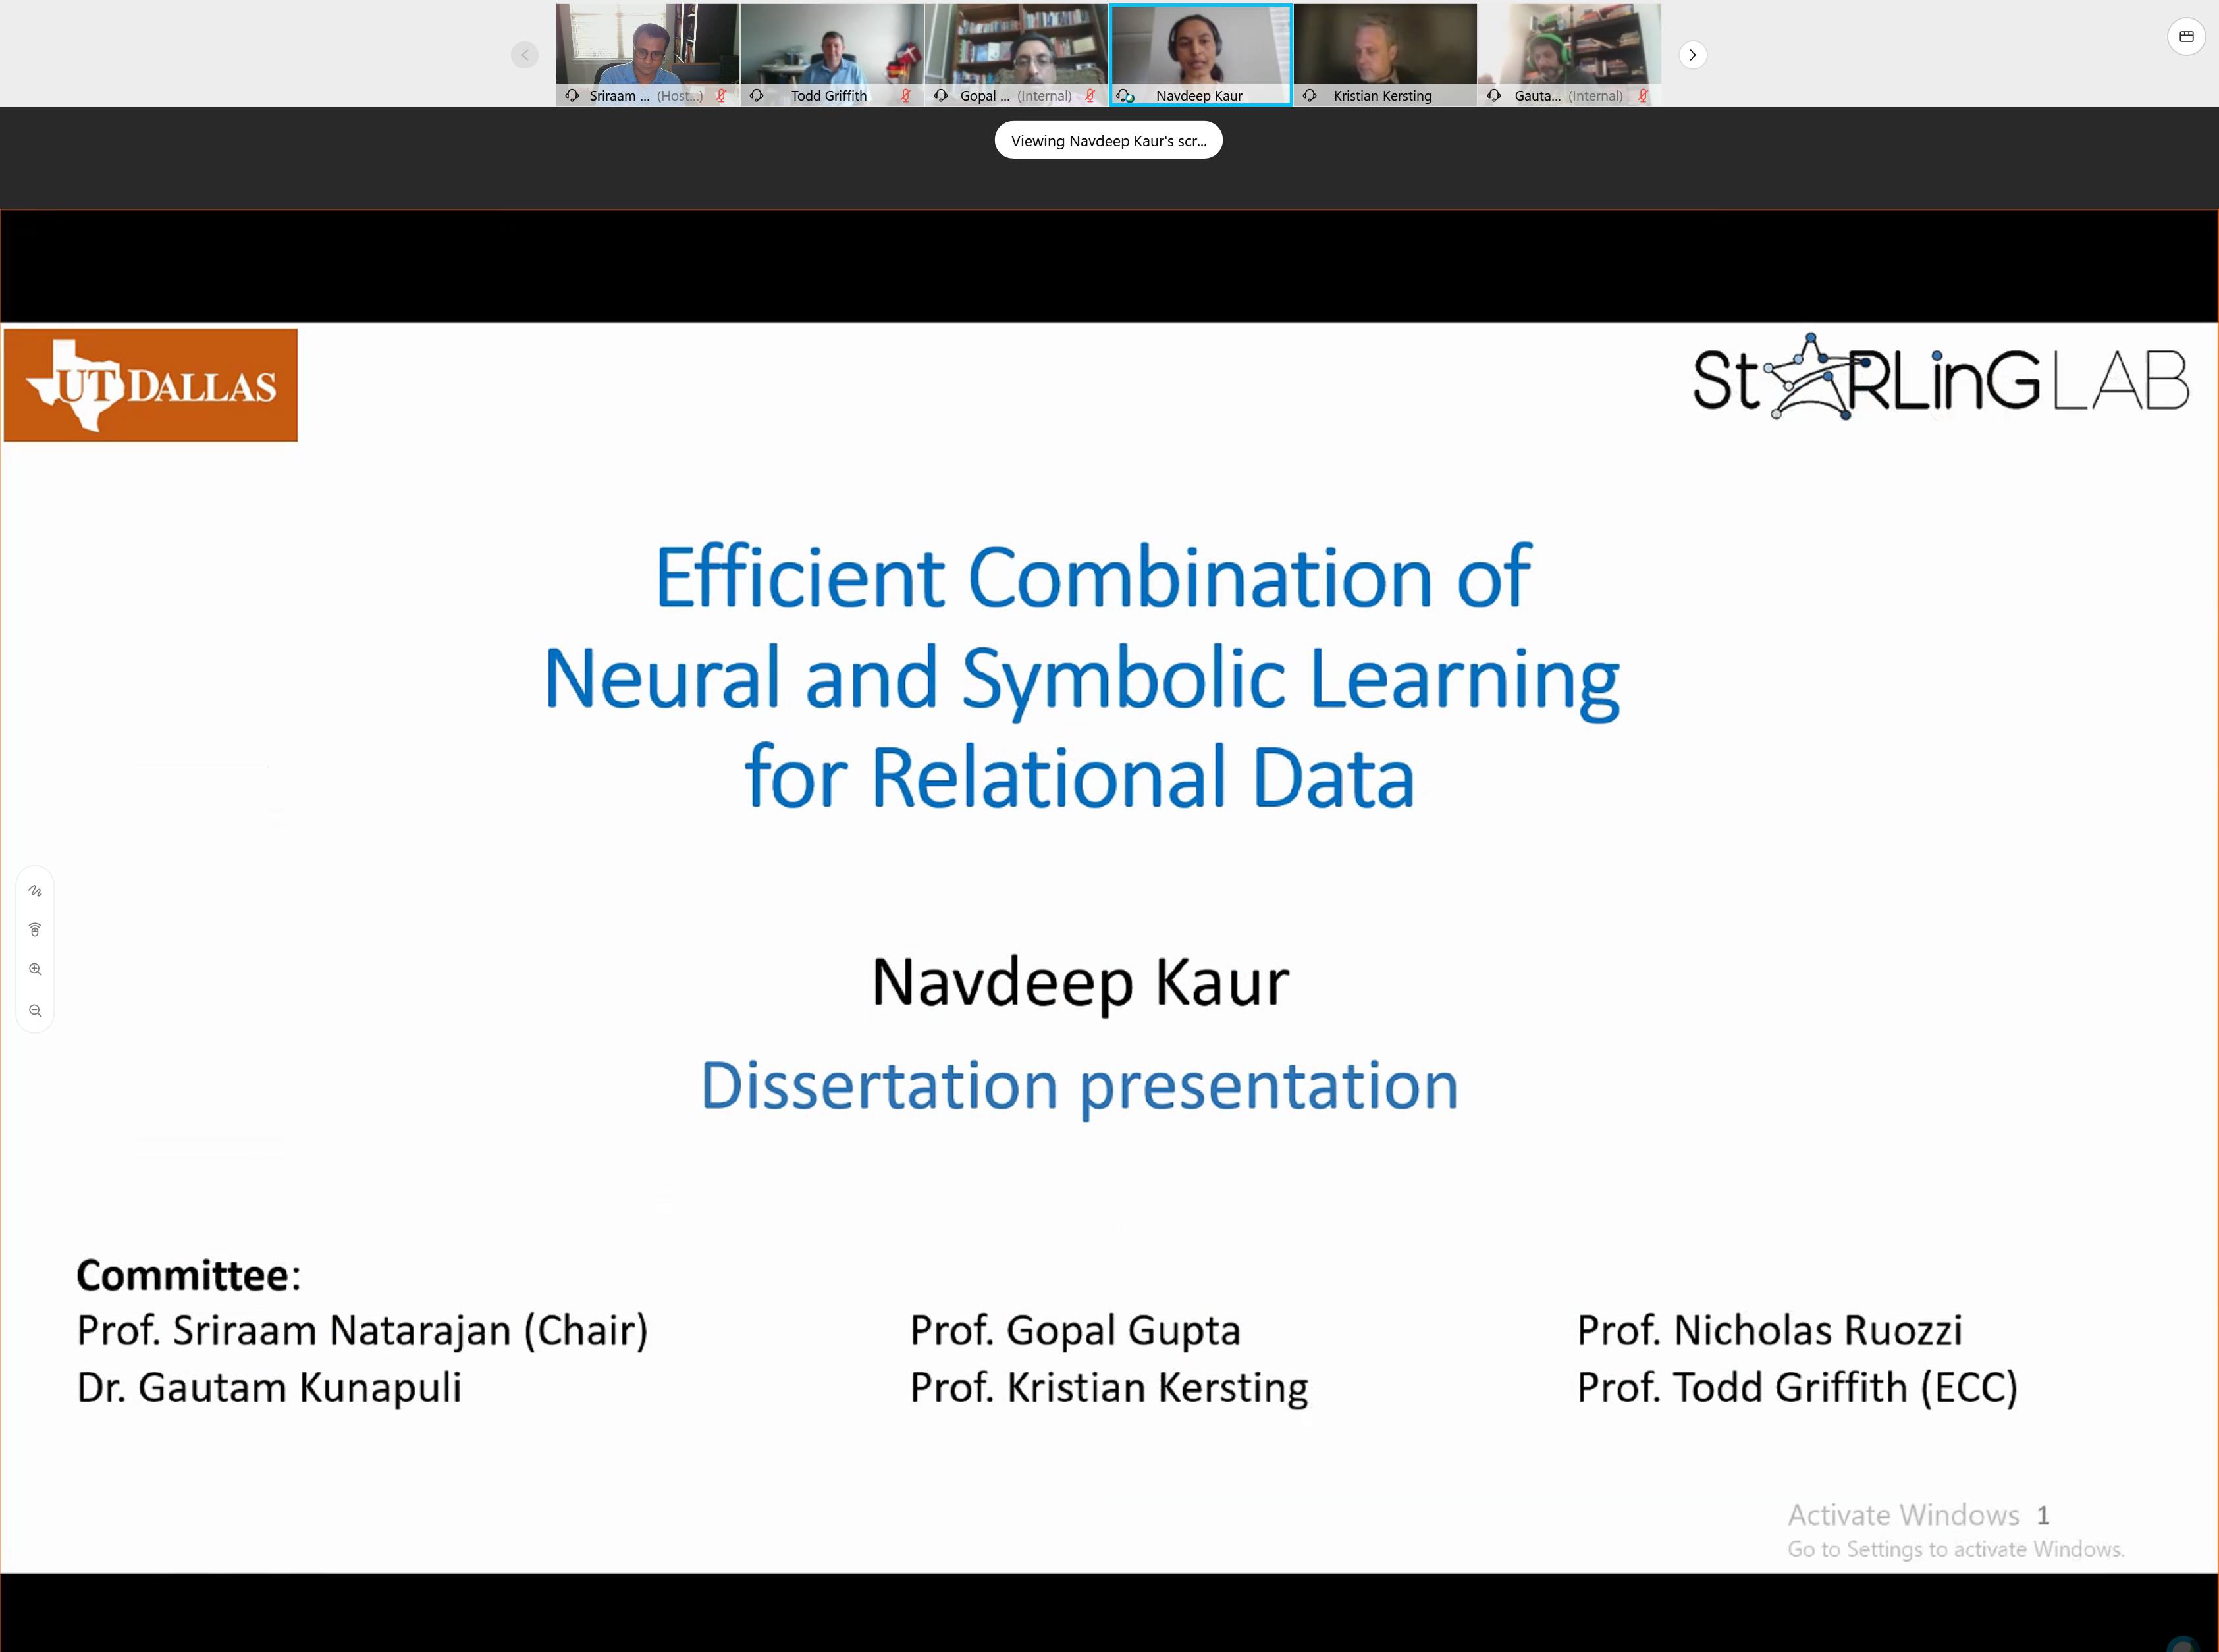 Sriraam ... (Host...)
Todd Griffith
Gopal ... (Internal)
Navdeep Kaur
Kristian Kersting
Gauta... (Internal)
Viewing Navdeep Kaur's scr...
UT DALLAS
StARLinG LAB
Efficient Combination of
Neural and Symbolic Learning
for Relational Data
Navdeep Kaur
Dissertation presentation
Committee:
Prof. Sriraam Natarajan (Chair)
Prof. Gopal Gupta
Prof. Nicholas Ruozzi
Dr. Gautam Kunapuli
Prof. Kristian Kersting
Prof. Todd Griffith (ECC)
Activate Windows 1
Go to Settings to activate Windows.